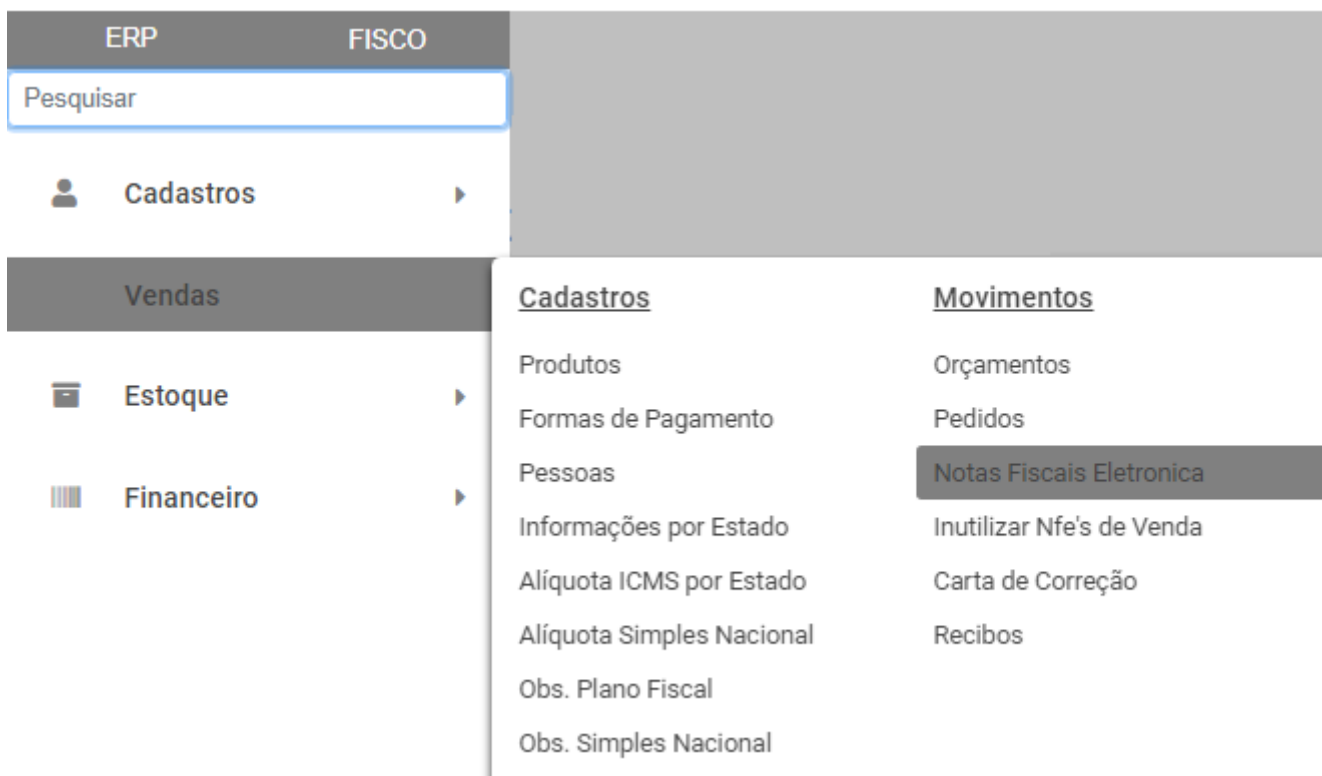 ERP FISCO
Pesquisar
Cadastros
Vendas
Estoque
Financeiro
Cadastros
Produtos
Formas de Pagamento
Pessoas
Informações por Estado
Alíquota ICMS por Estado
Alíquota Simples Nacional
Obs. Plano Fiscal
Obs. Simples Nacional
Movimentos
Orçamentos
Pedidos
Notas Fiscais Eletronica
Inutilizar Nfe's de Venda
Carta de Correção
Recibos